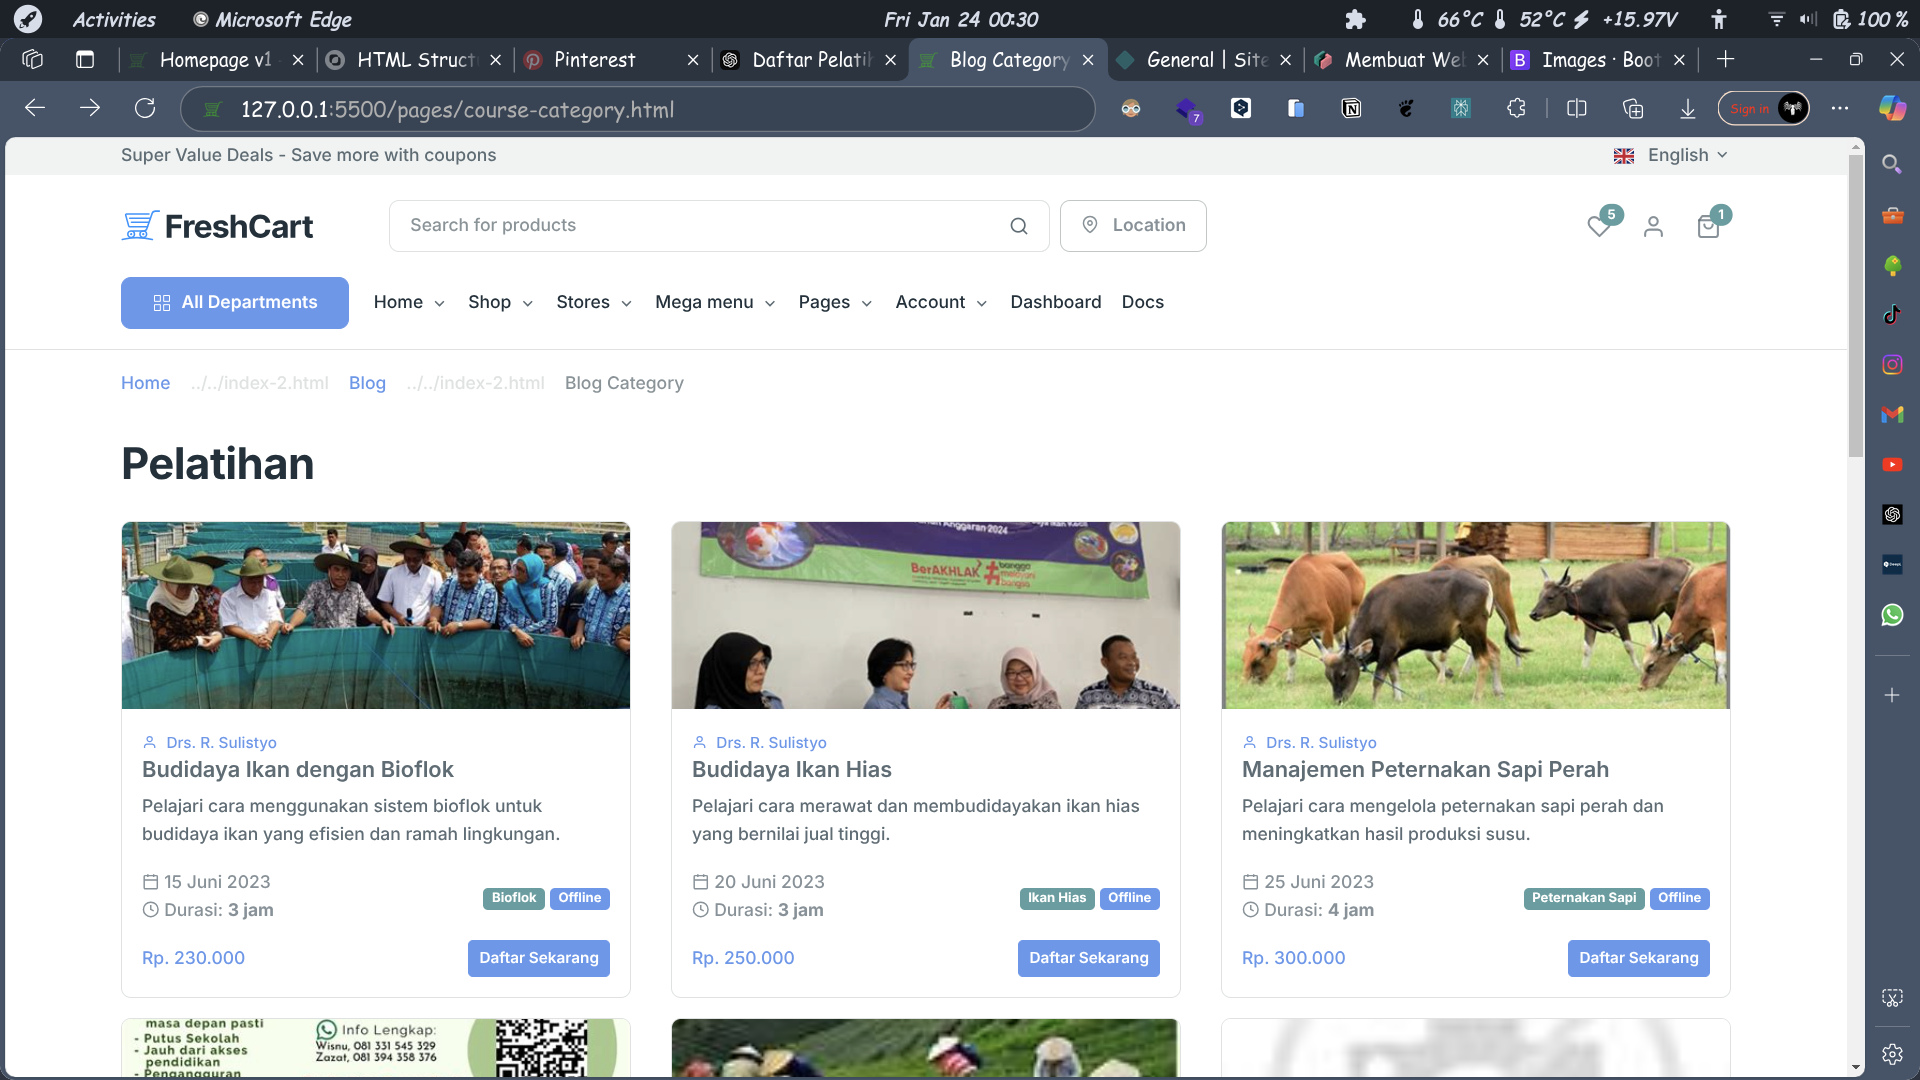 Activities
Microsoft Edge
Fri Jan 24 00:30
66°C
52°C
+15.97V
100 %
Homepage v1
HTML Struct
Pinterest
Daftar Pelatih
Blog Category
General | Site
Membuat Web
Images · Boot
127.0.0.1:5500/pages/course-category.html
7
Sign in
Super Value Deals - Save more with coupons
English
FreshCart
Search for products
Location
5
1
All Departments
Home
Shop
Stores
Mega menu
Pages
Account
Dashboard
Docs
Home ../../index-2.html Blog ../../index-2.html Blog Category
Pelatihan
Anggaran 2024
BerAKHLAK
#bangga melayani bangsa
Drs. R. Sulistyo
Budidaya Ikan dengan Bioflok
Pelajari cara menggunakan sistem bioflok untuk
budidaya ikan yang efisien dan ramah lingkungan.
15 Juni 2023
Durasi: 3 jam
Bioflok
Offline
Rp. 230.000
Daftar Sekarang
Drs. R. Sulistyo
Budidaya Ikan Hias
Pelajari cara merawat dan membudidayakan ikan hias
yang bernilai jual tinggi.
20 Juni 2023
Durasi: 3 jam
Ikan Hias
Offline
Rp. 250.000
Daftar Sekarang
Drs. R. Sulistyo
Manajemen Peternakan Sapi Perah
Pelajari cara mengelola peternakan sapi perah dan
meningkatkan hasil produksi susu.
25 Juni 2023
Durasi: 4 jam
Peternakan Sapi
Offline
Rp. 300.000
Daftar Sekarang
masa depan pasti
- Putus Sekolah
- Jauh dari akses
pendidikan
- Pengangguran
Info Lengkap:
Wisnu, 081 331 545 329
Zazat, 081 394 358 376